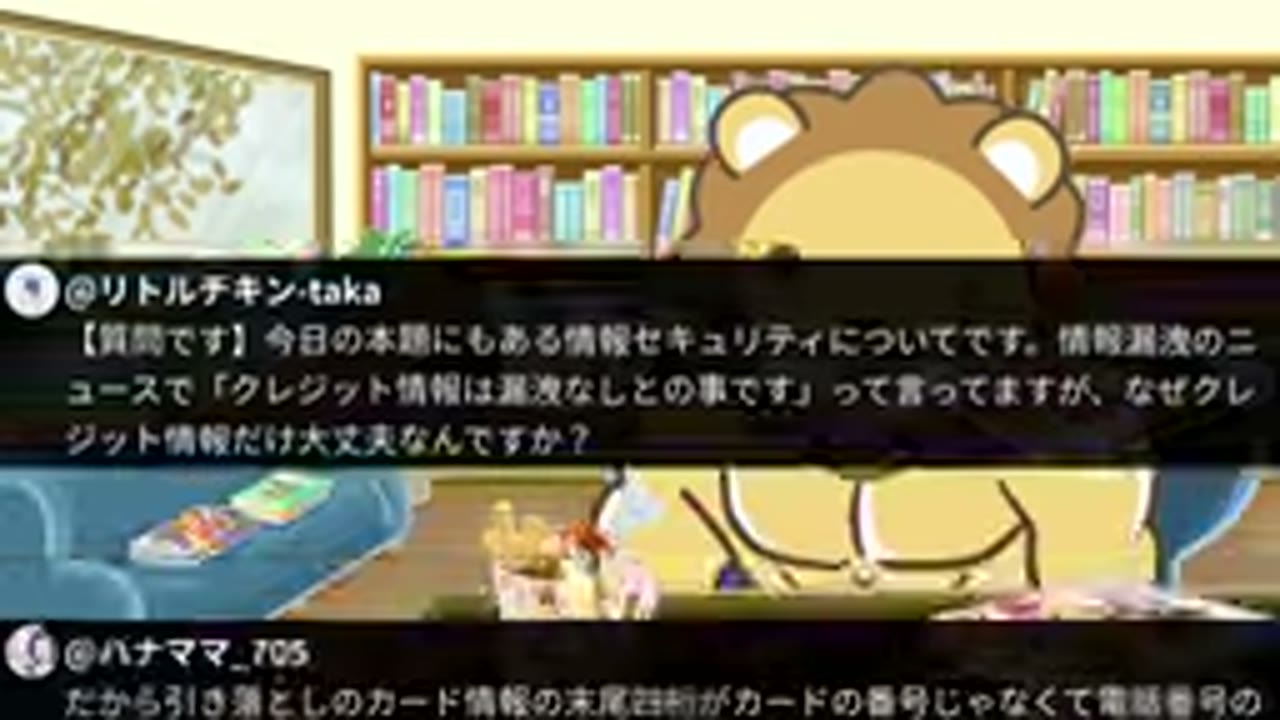 @リトルチキン-taka
【質問です】今日の本題にもある情報セキュリティについてです。情報漏洩のニ
ュースで「クレジット情報は漏洩なしとの事です」って言ってますが、なぜクレ
ジット情報だけ大丈夫なんですか？
@ハナママ_705
だから引き落としのカード情報の末尾 桁がカードの番号じゃなくて電話番号の